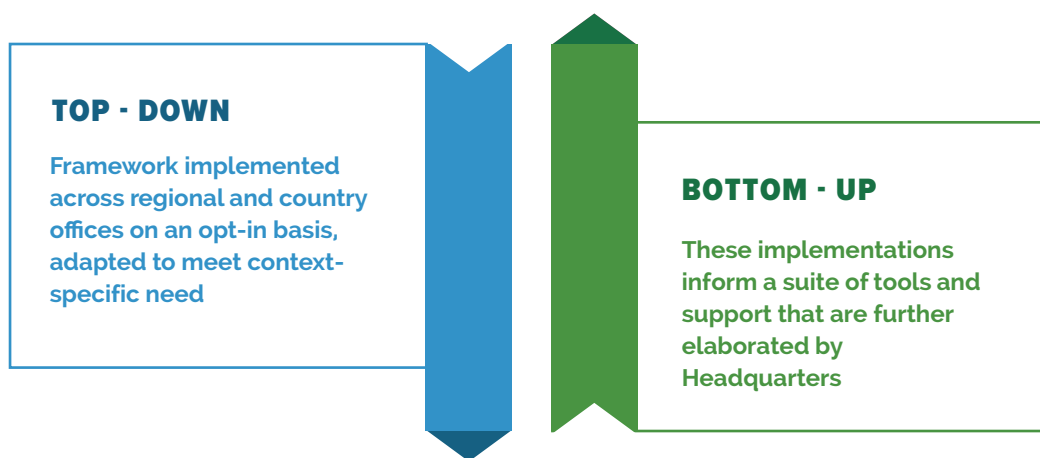 TOP - DOWN
Framework implemented
across regional and country
offices on an opt-in basis,
adapted to meet context-
specific need
BOTTOM - UP
These implementations
inform a suite of tools and
support that are further
elaborated by
Headquarters